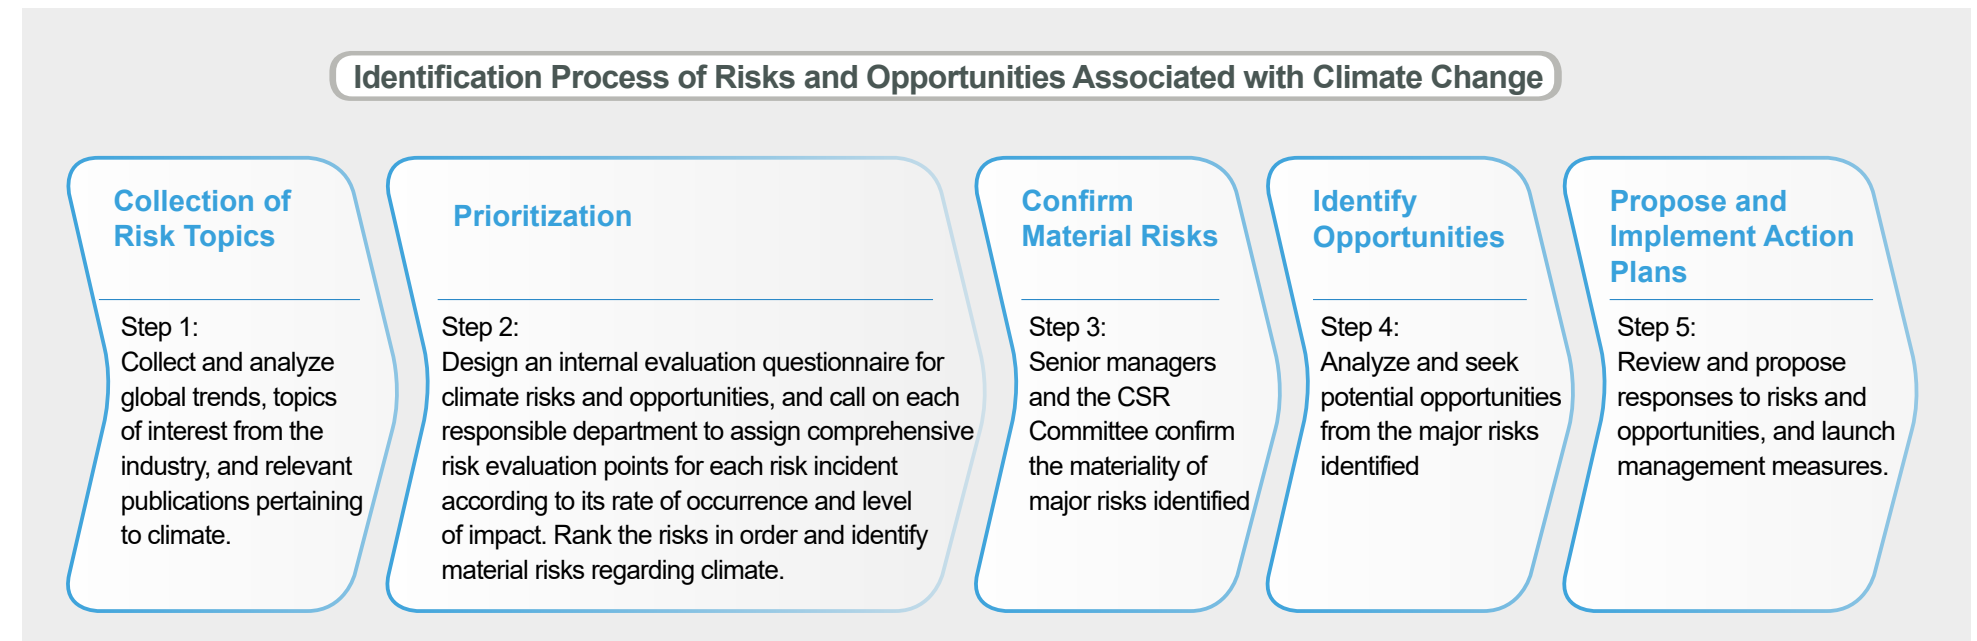 Identification Process of Risks and Opportunities Associated with Climate Change
Collection of
Risk Topics
Step 1:
Collect and analyze
global trends, topics
of interest from the
industry, and relevant
publications pertaining
to climate.
Prioritization
Step 2:
Design an internal evaluation questionnaire for
climate risks and opportunities, and call on each
responsible department to assign comprehensive
risk evaluation points for each risk incident
according to its rate of occurrence and level
of impact. Rank the risks in order and identify
material risks regarding climate.
Confirm
Material Risks
Step 3:
Senior managers
and the CSR
Committee confirm
the materiality of
major risks identified
Identify
Opportunities
Step 4:
Analyze and seek
potential opportunities
from the major risks
identified
Propose and
Implement Action
Plans
Step 5:
Review and propose
responses to risks and
opportunities, and launch
management measures.